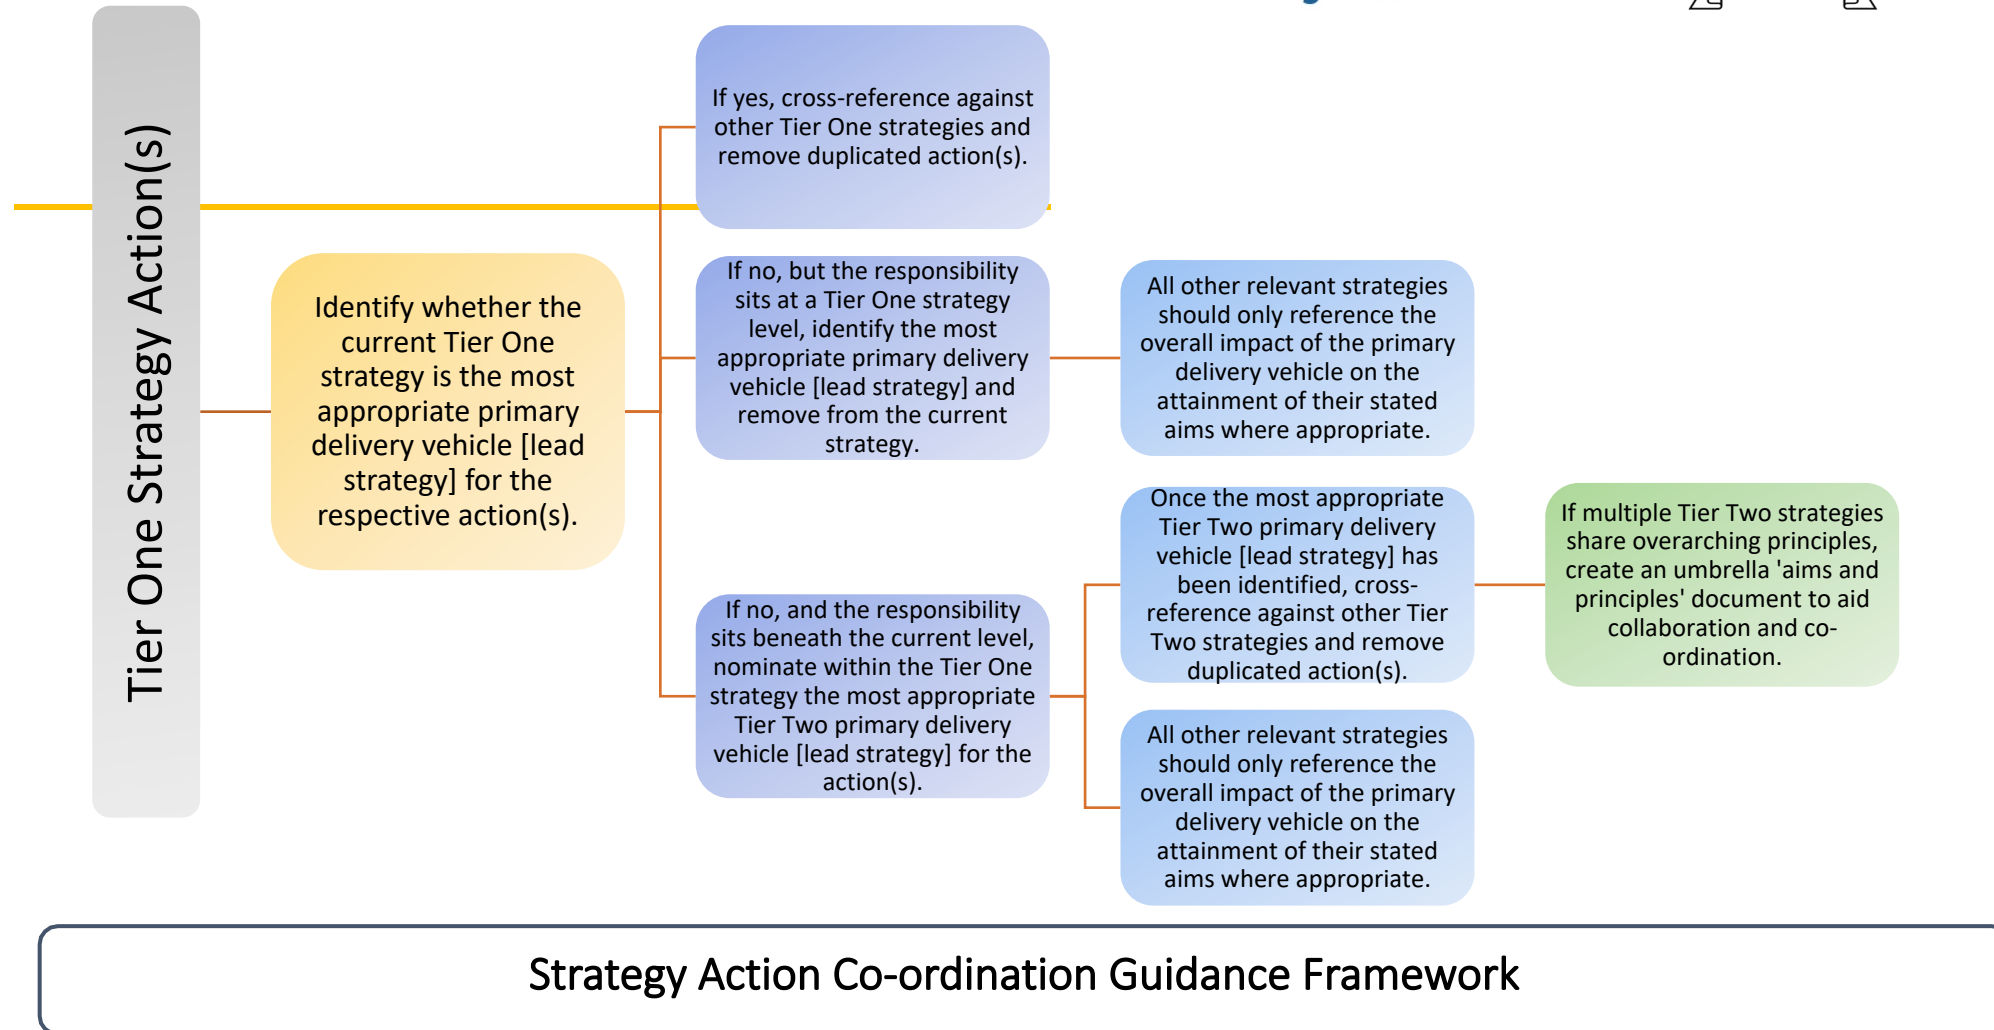 Tier One Strategy Action(s)
Identify whether the
current Tier One
strategy is the most
appropriate primary
delivery vehicle [lead
strategy] for the
respective action(s).
If yes, cross-reference against
other Tier One strategies and
remove duplicated action(s).
If no, but the responsibility
sits at a Tier One strategy
level, identify the most
appropriate primary delivery
vehicle [lead strategy] and
remove from the current
strategy.
All other relevant strategies
should only reference the
overall impact of the primary
delivery vehicle on the
attainment of their stated
aims where appropriate.
If no, and the responsibility
sits beneath the current level,
nominate within the Tier One
strategy the most appropriate
Tier Two primary delivery
vehicle [lead strategy] for the
action(s).
Once the most appropriate
Tier Two primary delivery
vehicle [lead strategy] has
been identified, cross-
reference against other Tier
Two strategies and remove
duplicated action(s).
If multiple Tier Two strategies
share overarching principles,
create an umbrella 'aims and
principles' document to aid
collaboration and co-
ordination.
All other relevant strategies
should only reference the
overall impact of the primary
delivery vehicle on the
attainment of their stated
aims where appropriate.
Strategy Action Co-ordination Guidance Framework